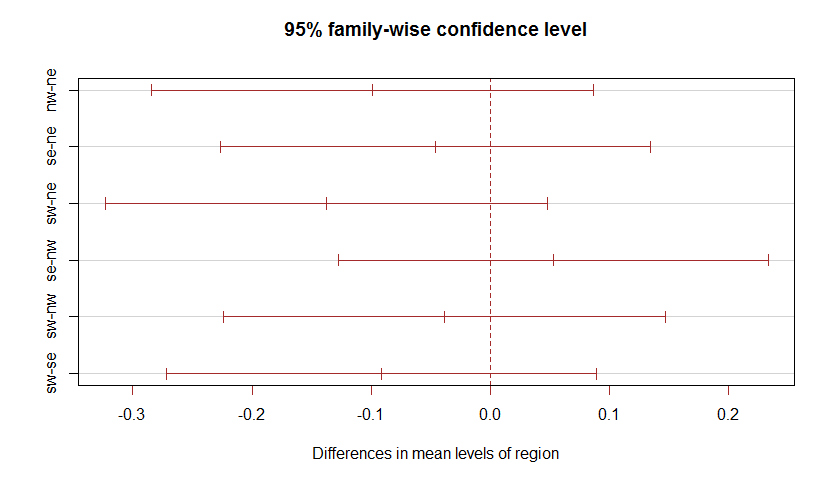 95% family-wise confidence level
nw-ne
se-ne
sw-ne
se-nw
sw-nw
sw-se
-0.3 -0.2 -0.1 0.0 0.1 0.2
Differences in mean levels of region